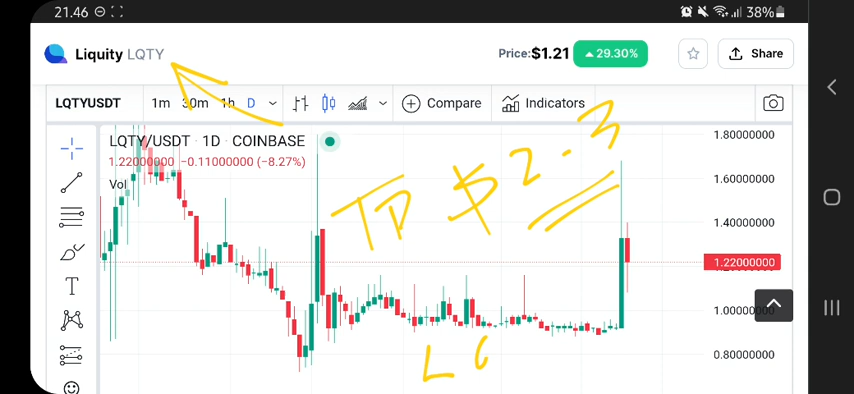 21.46
38%
Liquity LQTY
Price:$1.21 29.30% Share
LQTYUSDT 1m 30m 1h D Compare Indicators
LQTY/USDT · 1D · COINBASE
1.22000000 −0.11000000 (−8.27%)
Vol
TP $2.3
1.80000000
1.60000000
1.40000000
1.22000000
1.00000000
0.80000000
T